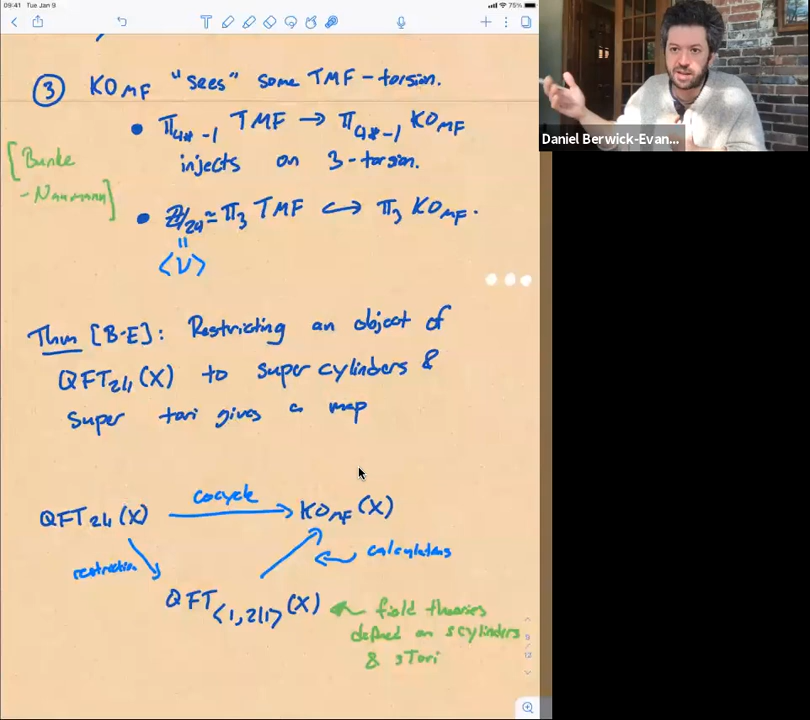 09:41 Tue Jan 9
75%
③ KO_MF "sees" some TMF-torsion.
• π_{4*-1} TMF → π_{4*-1} KO_MF
injects on 3-torsion.
[Bunke
-Naumann]
• ℤ/24 ≃ π_3 TMF ↪ π_3 KO_MF.
"
<ν>
Thm [B-E]: Restricting an object of
QFT_{2|1}(X) to super cylinders &
super tori gives a map
QFT_{2|1}(X) cocycle → KO_MF(X)
restriction
calculations
QFT_{<1,2|1>}(X) ← field theories
defined on scylinders
& sTori
9
12
Daniel Berwick-Evan...